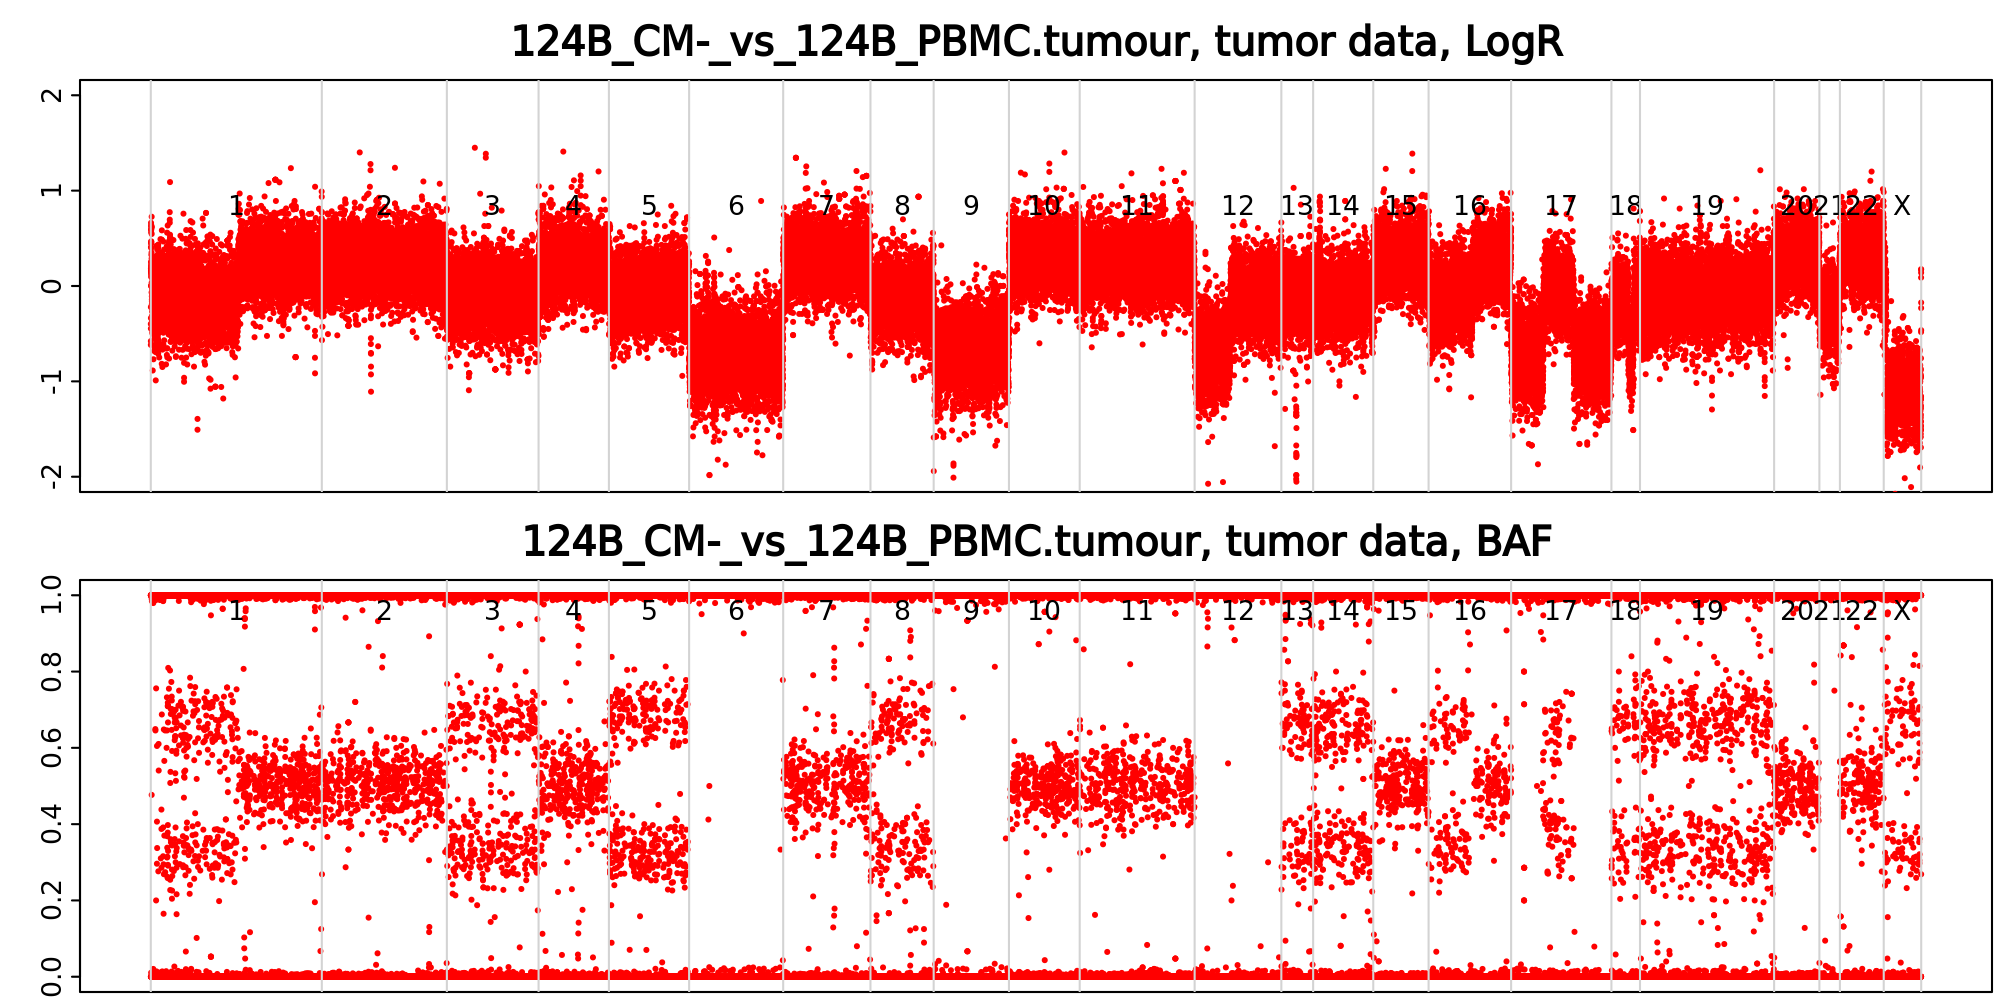 124B_CM-_vs_124B_PBMC.tumour, tumor data, LogR
2
1
0
-1
-2
1 2 3 4 5 6 7 8 9 10 11 12 13 14 15 16 17 18 19 20 21 22 X
124B_CM-_vs_124B_PBMC.tumour, tumor data, BAF
1.0
0.8
0.6
0.4
0.2
0.0
1 2 3 4 5 6 7 8 9 10 11 12 13 14 15 16 17 18 19 20 21 22 X